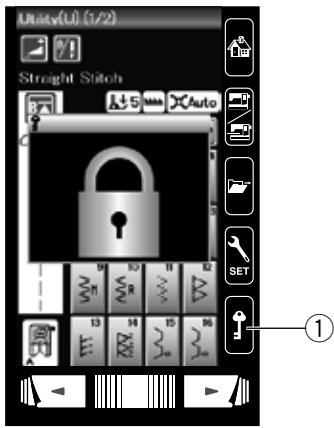 Utility(U) (1/2)
Straight Stitch
5 Auto
9 10 11 12
M R
SET
13 14 15 16
A
1